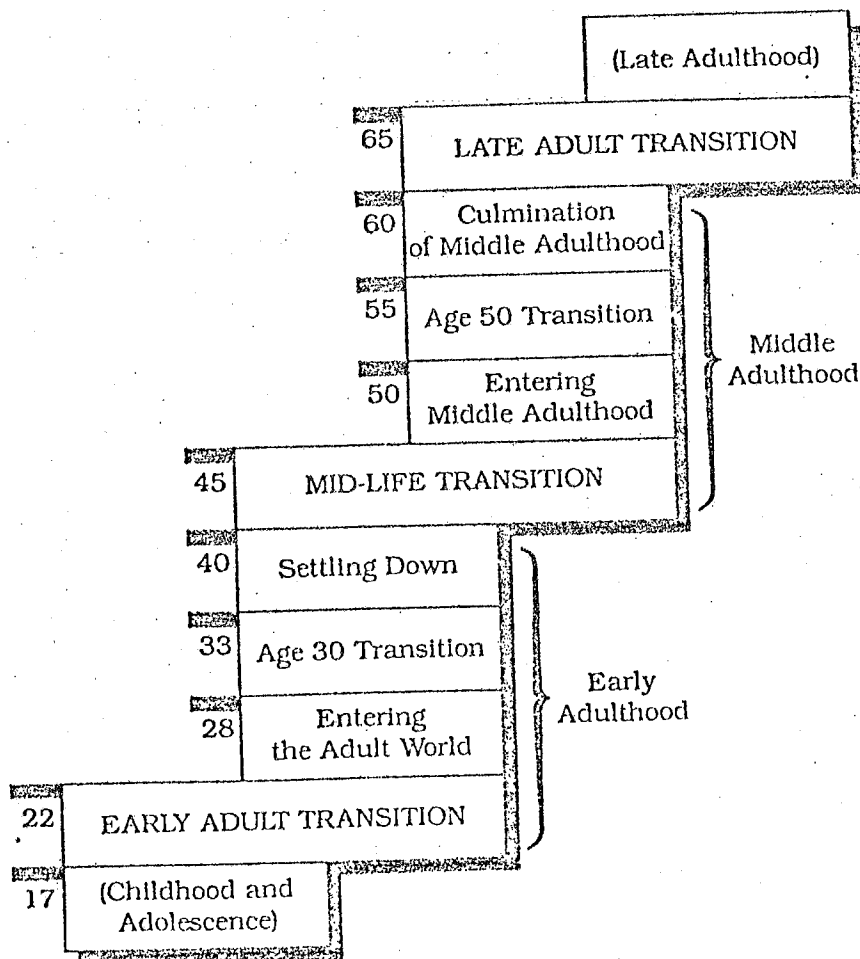 (Late Adulthood)
65
LATE ADULT TRANSITION
60
Culmination
of Middle Adulthood
55
Age 50 Transition
50
Entering
Middle Adulthood
Middle
Adulthood
45
MID-LIFE TRANSITION
40
Settling Down
33
Age 30 Transition
28
Entering
the Adult World
Early
Adulthood
22
EARLY ADULT TRANSITION
17
(Childhood and
Adolescence)